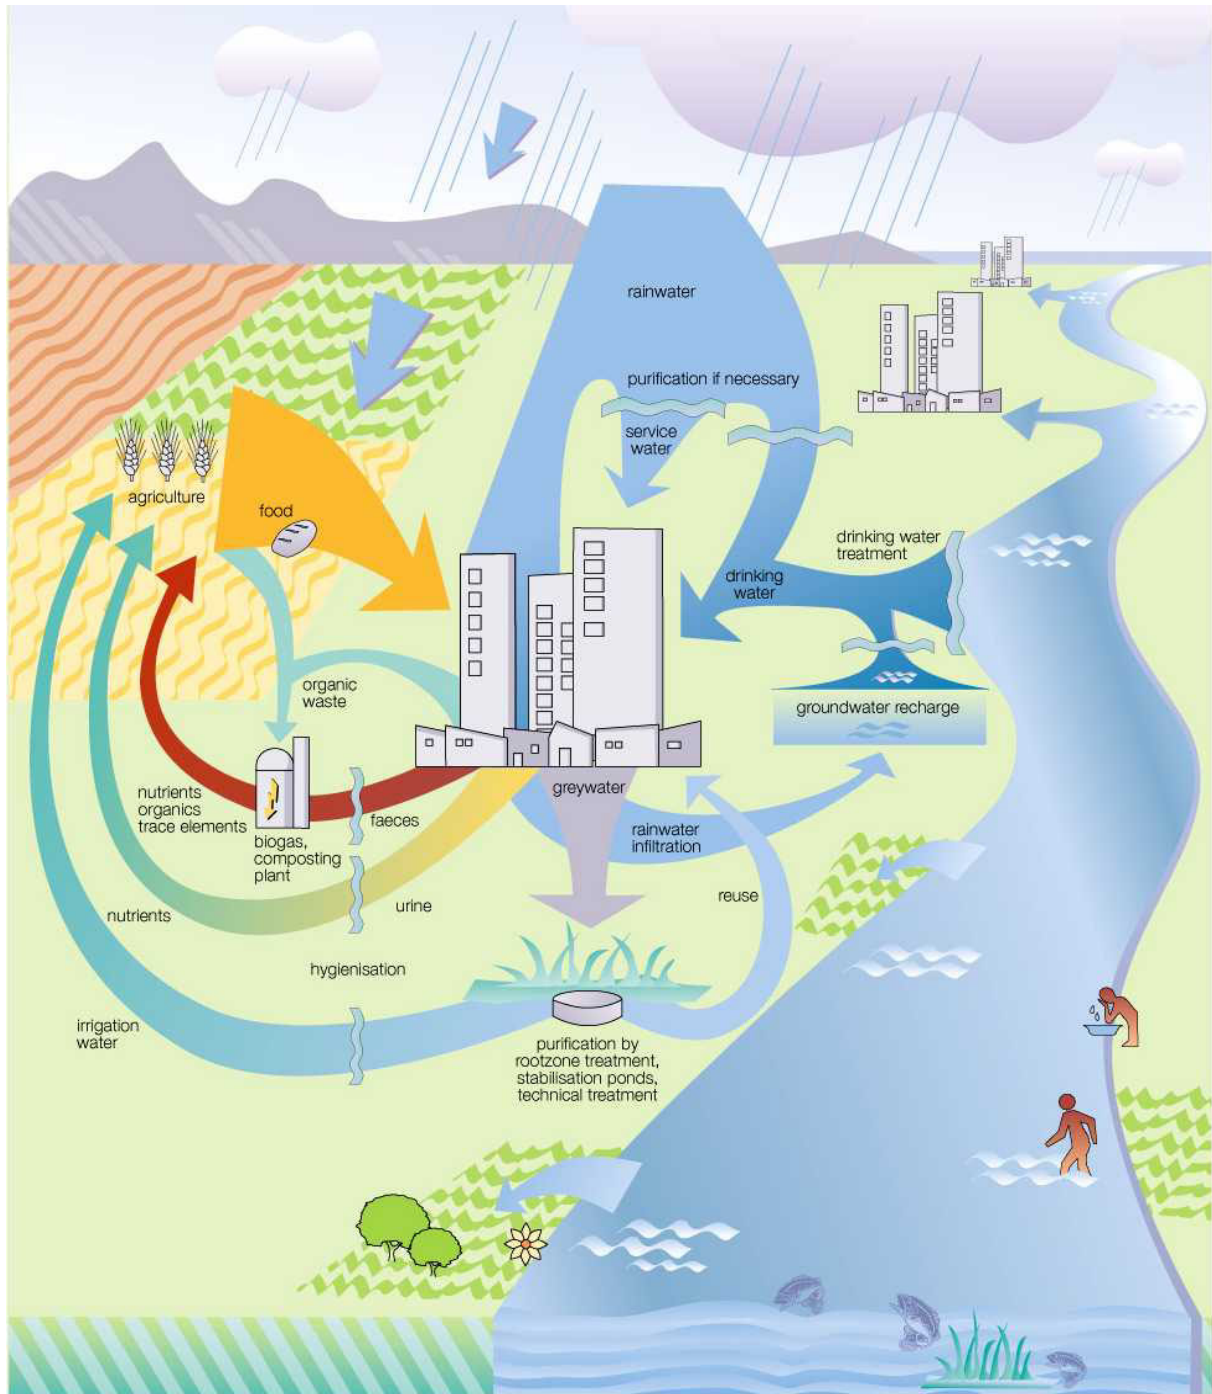 rainwater
purification if necessary
service
water
agriculture
food
drinking water
treatment
drinking
water
organic
waste
groundwater recharge
nutrients
organics
trace elements
faeces
greywater
biogas,
composting
plant
rainwater
infiltration
reuse
nutrients
urine
hygienisation
irrigation
water
purification by
rootzone treatment,
stabilisation ponds,
technical treatment